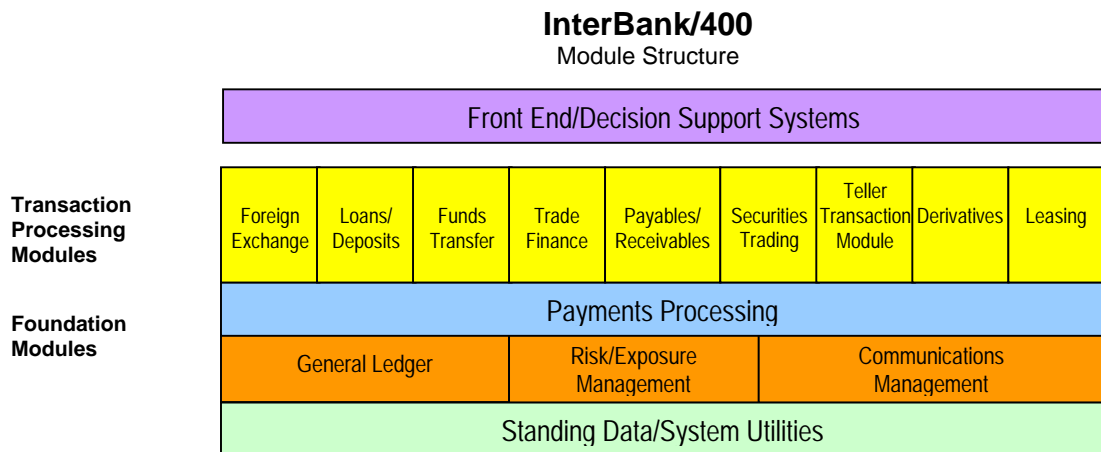 InterBank/400
Module Structure
Front End/Decision Support Systems
Transaction
Processing
Modules
Foreign
Exchange
Loans/
Deposits
Funds
Transfer
Trade
Finance
Payables/
Receivables
Securities
Trading
Teller
Transaction
Module
Derivatives
Leasing
Foundation
Modules
Payments Processing
General Ledger
Risk/Exposure
Management
Communications
Management
Standing Data/System Utilities